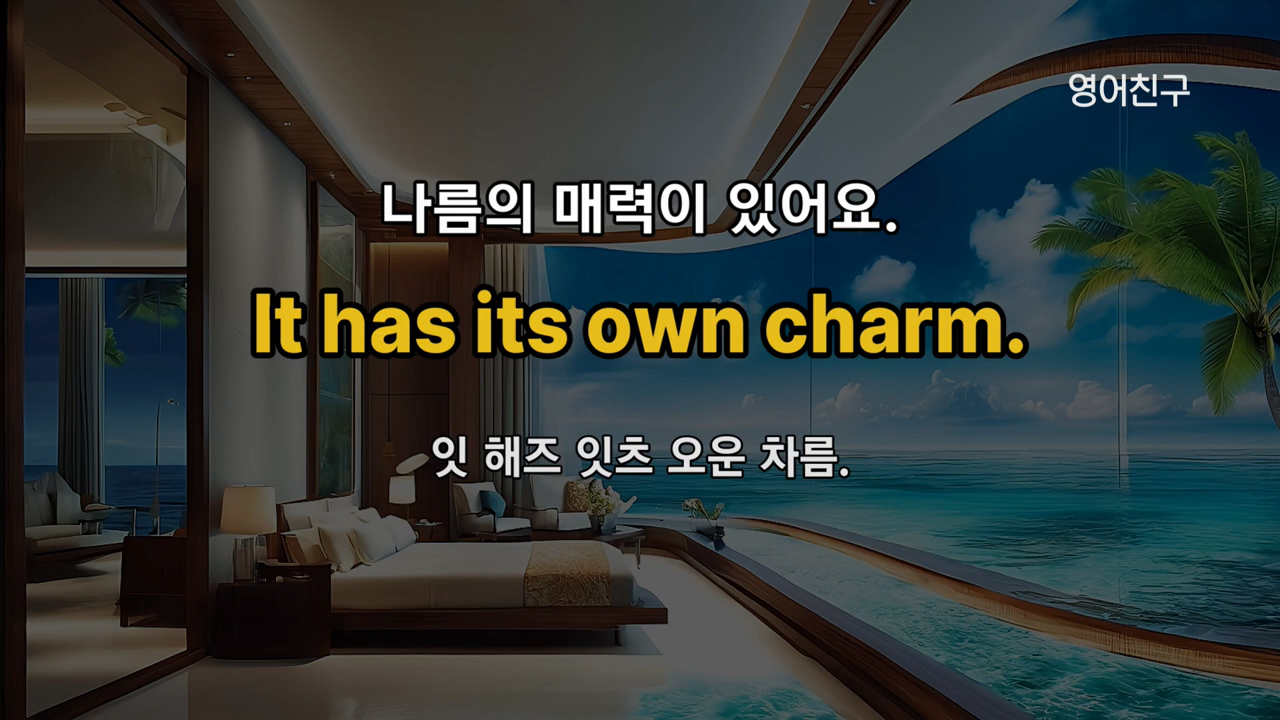 영어친구
나름의 매력이 있어요.
It has its own charm.
잇 해즈 잇츠 오운 차름.